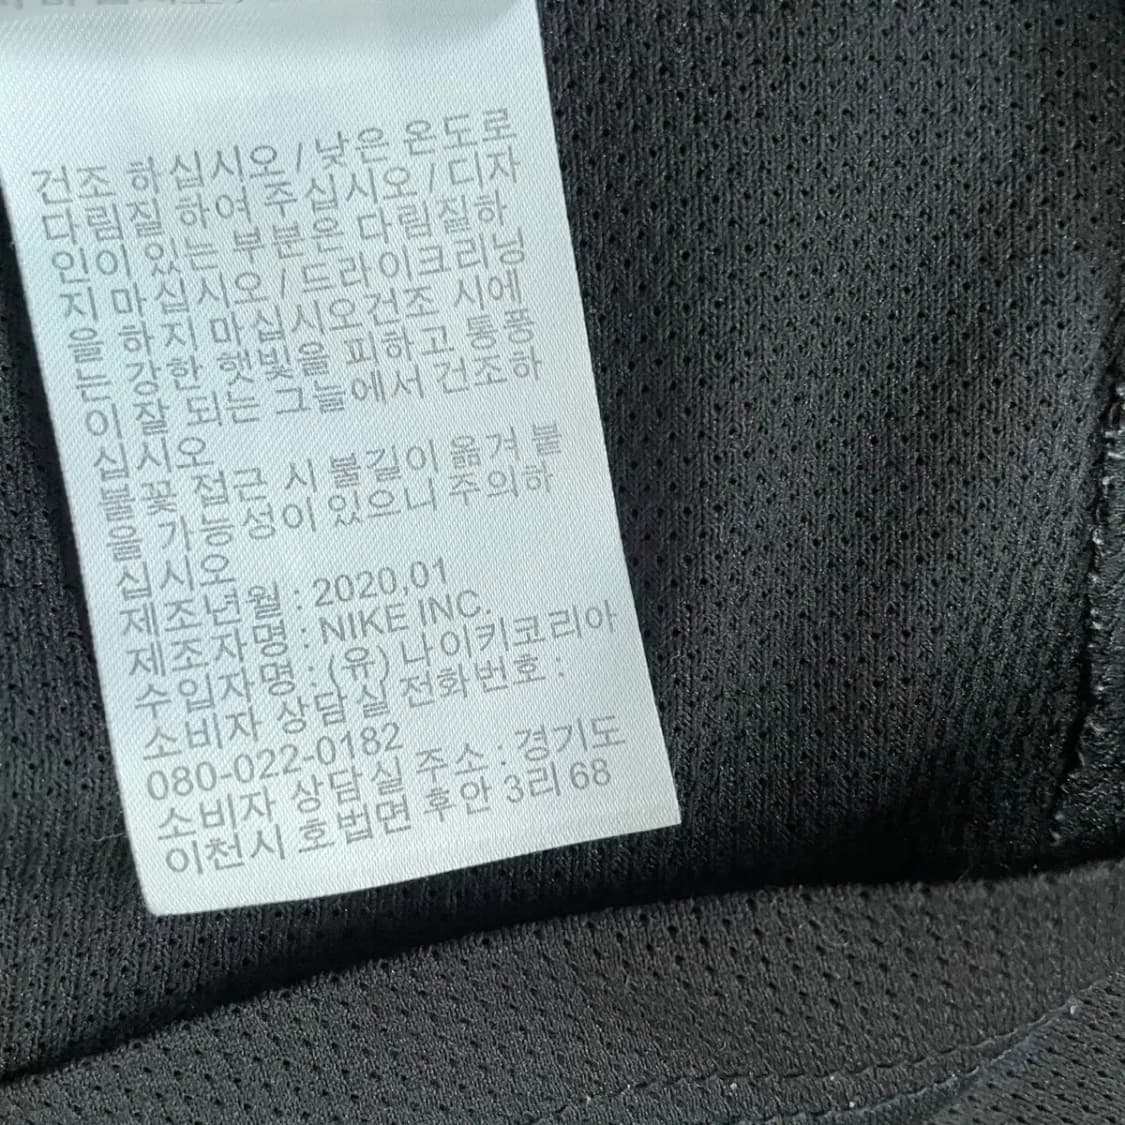 건조 하십시오 / 낮은 온도로
다림질 하여 주십시오 / 디자
인이 있는 부분은 다림질하
지 마십시오 / 드라이크리닝
을 하지 마십시오건조 시에
는 강한 햇빛을 피하고 통풍
이 잘 되는 그늘에서 건조하
십시오
불꽃 접근 시 불길이 옮겨 붙
을 가능성이 있으니 주의하
십시오
제조년월 : 2020,01
제조자명 : NIKE INC.
수입자명 : (유) 나이키코리아
소비자 상담실 전화번호 :
080-022-0182
소비자 상담실 주소 : 경기도
이천시 호법면 후안 3리 68